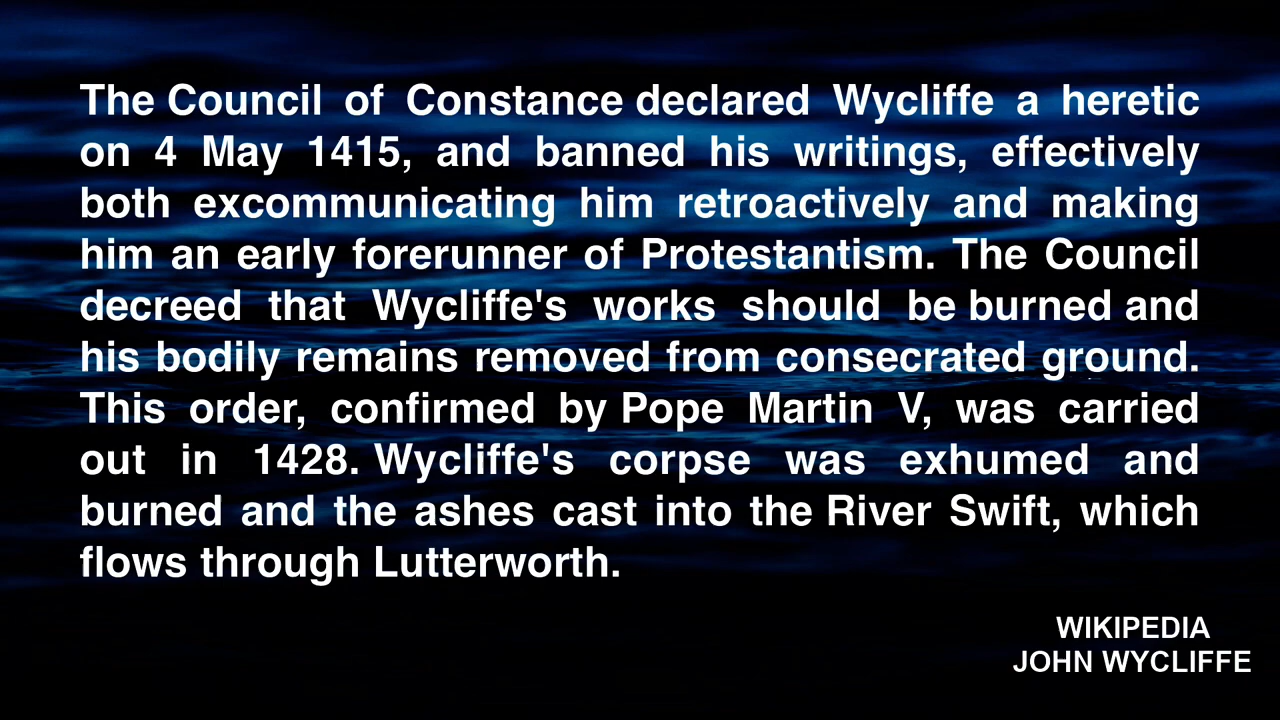 The Council of Constance declared Wycliffe a heretic
on 4 May 1415, and banned his writings, effectively
both excommunicating him retroactively and making
him an early forerunner of Protestantism. The Council
decreed that Wycliffe's works should be burned and
his bodily remains removed from consecrated ground.
This order, confirmed by Pope Martin V, was carried
out in 1428. Wycliffe's corpse was exhumed and
burned and the ashes cast into the River Swift, which
flows through Lutterworth.
WIKIPEDIA
JOHN WYCLIFFE